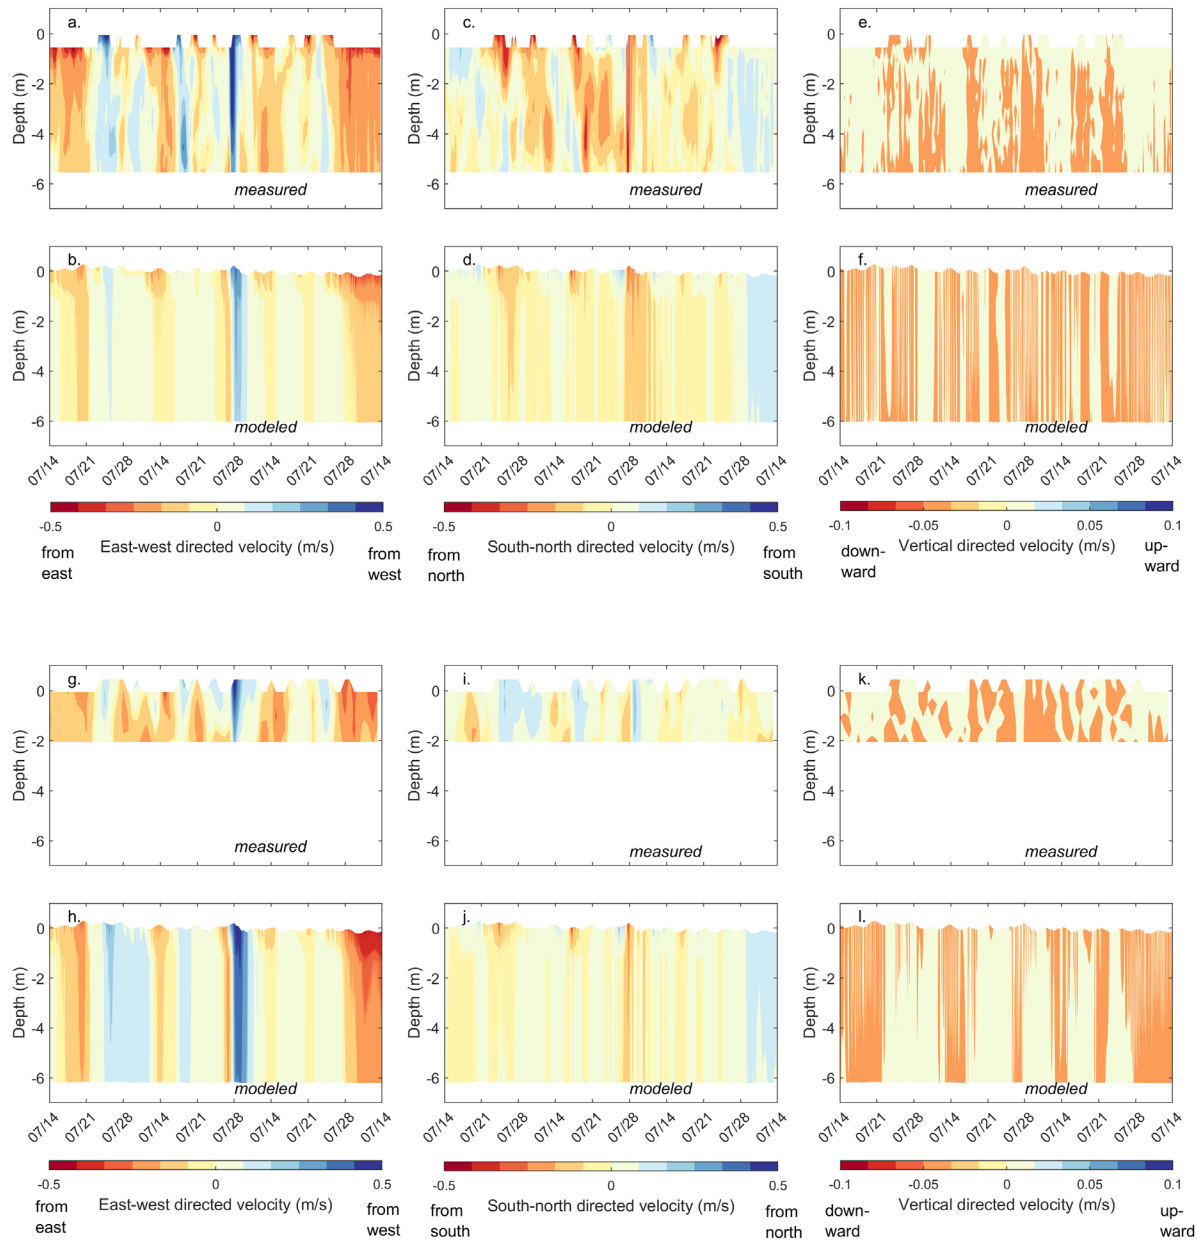 a.
c.
e.
0
-2
-4
-6
Depth (m)
measured
0
-2
-4
-6
Depth (m)
measured
0
-2
-4
-6
Depth (m)
measured
b.
d.
f.
0
-2
-4
-6
Depth (m)
modeled
0
-2
-4
-6
Depth (m)
modeled
0
-2
-4
-6
Depth (m)
modeled
07/14 07/21 07/28 07/14 07/21 07/28 07/14 07/21 07/28 07/14
07/14 07/21 07/28 07/14 07/21 07/28 07/14 07/21 07/28 07/14
07/14 07/21 07/28 07/14 07/21 07/28 07/14 07/21 07/28 07/14
-0.5 0 0.5
from east
East-west directed velocity (m/s)
from west
-0.5 0 0.5
from north
South-north directed velocity (m/s)
from south
-0.1 -0.05 0 0.05 0.1
down-
ward
Vertical directed velocity (m/s)
up-
ward
g.
i.
k.
0
-2
-4
-6
Depth (m)
measured
0
-2
-4
-6
Depth (m)
measured
0
-2
-4
-6
Depth (m)
measured
h.
j.
l.
0
-2
-4
-6
Depth (m)
modeled
0
-2
-4
-6
Depth (m)
modeled
0
-2
-4
-6
Depth (m)
modeled
07/14 07/21 07/28 07/14 07/21 07/28 07/14 07/21 07/28 07/14
07/14 07/21 07/28 07/14 07/21 07/28 07/14 07/21 07/28 07/14
07/14 07/21 07/28 07/14 07/21 07/28 07/14 07/21 07/28 07/14
-0.5 0 0.5
from east
East-west directed velocity (m/s)
from west
-0.5 0 0.5
from south
South-north directed velocity (m/s)
from north
-0.1 -0.05 0 0.05 0.1
down-
ward
Vertical directed velocity (m/s)
up-
ward